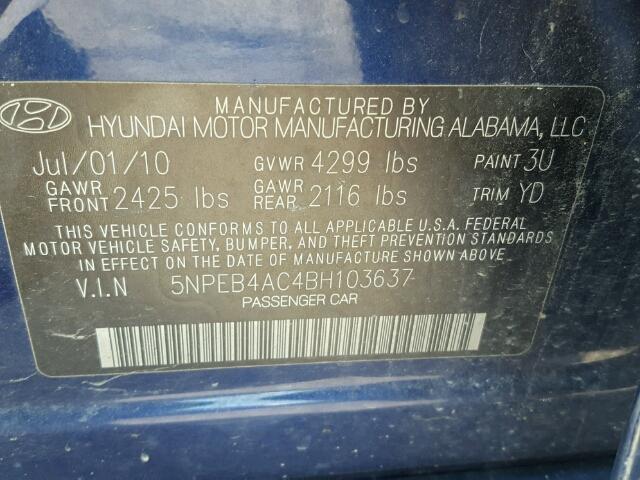 MANUFACTURED BY
HYUNDAI MOTOR MANUFACTURING ALABAMA, LLC
Jul/01/10 GVWR 4299 lbs PAINT 3U
GAWR FRONT 2425 lbs GAWR REAR 2116 lbs TRIM YD
THIS VEHICLE CONFORMS TO ALL APPLICABLE U.S.A. FEDERAL
MOTOR VEHICLE SAFETY, BUMPER, AND THEFT PREVENTION STANDARDS
IN EFFECT ON THE DATE OF MANUFACTURE SHOWN ABOVE.
V.I.N 5NPEB4AC4BH103637
PASSENGER CAR